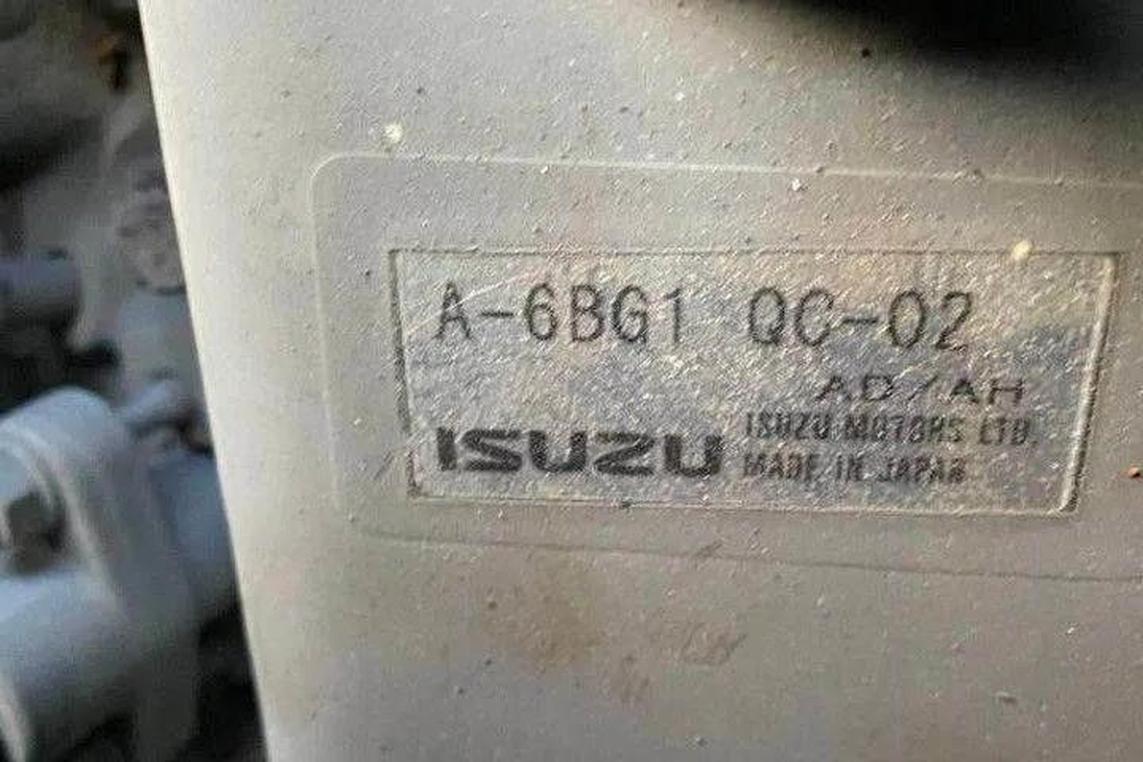 A-6BG1 QC-02
AD/AH
ISUZU
ISUZU MOTORS LTD.
MADE IN JAPAN